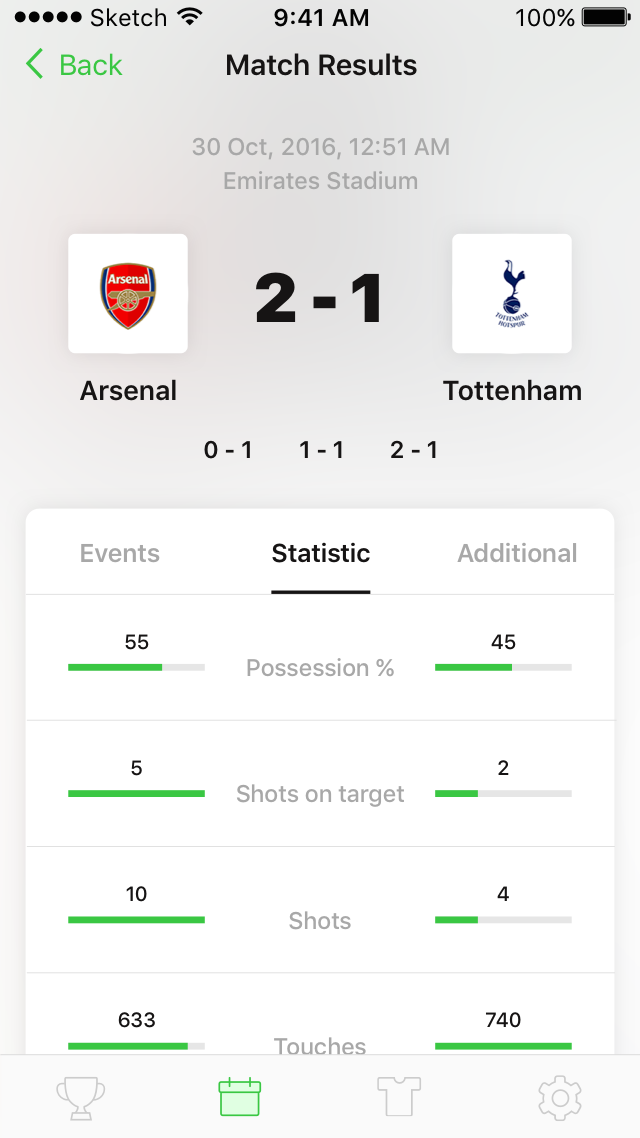 Sketch 9:41 AM 100%
Back Match Results
30 Oct, 2016, 12:51 AM
Emirates Stadium
Arsenal
2 - 1
TOTTENHAM
HOTSPUR
Arsenal Tottenham
0 - 1 1 - 1 2 - 1
Events Statistic Additional
55 45
Possession %
5 2
Shots on target
10 4
Shots
633 740
Touches